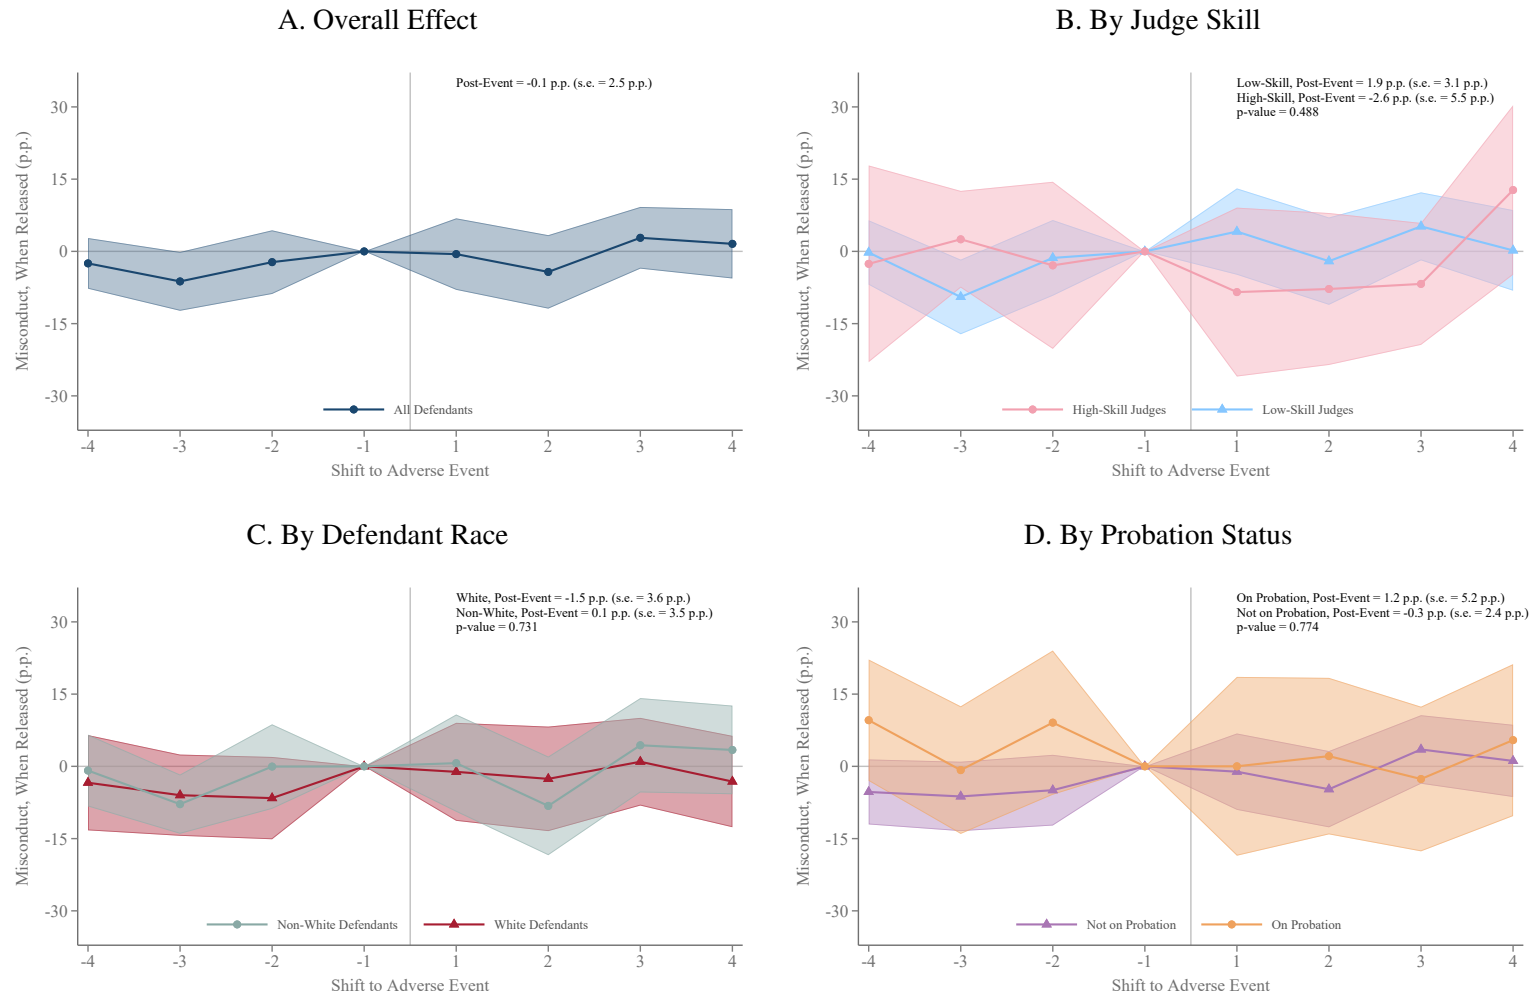 A. Overall Effect
Post-Event = -0.1 p.p. (s.e. = 2.5 p.p.)
Misconduct, When Released (p.p.)
30
15
0
-15
-30
All Defendants
-4 -3 -2 -1 1 2 3 4
Shift to Adverse Event
B. By Judge Skill
Low-Skill, Post-Event = 1.9 p.p. (s.e. = 3.1 p.p.)
High-Skill, Post-Event = -2.6 p.p. (s.e. = 5.5 p.p.)
p-value = 0.488
Misconduct, When Released (p.p.)
30
15
0
-15
-30
High-Skill Judges Low-Skill Judges
-4 -3 -2 -1 1 2 3 4
Shift to Adverse Event
C. By Defendant Race
White, Post-Event = -1.5 p.p. (s.e. = 3.6 p.p.)
Non-White, Post-Event = 0.1 p.p. (s.e. = 3.5 p.p.)
p-value = 0.731
Misconduct, When Released (p.p.)
30
15
0
-15
-30
Non-White Defendants White Defendants
-4 -3 -2 -1 1 2 3 4
Shift to Adverse Event
D. By Probation Status
On Probation, Post-Event = 1.2 p.p. (s.e. = 5.2 p.p.)
Not on Probation, Post-Event = -0.3 p.p. (s.e. = 2.4 p.p.)
p-value = 0.774
Misconduct, When Released (p.p.)
30
15
0
-15
-30
Not on Probation On Probation
-4 -3 -2 -1 1 2 3 4
Shift to Adverse Event